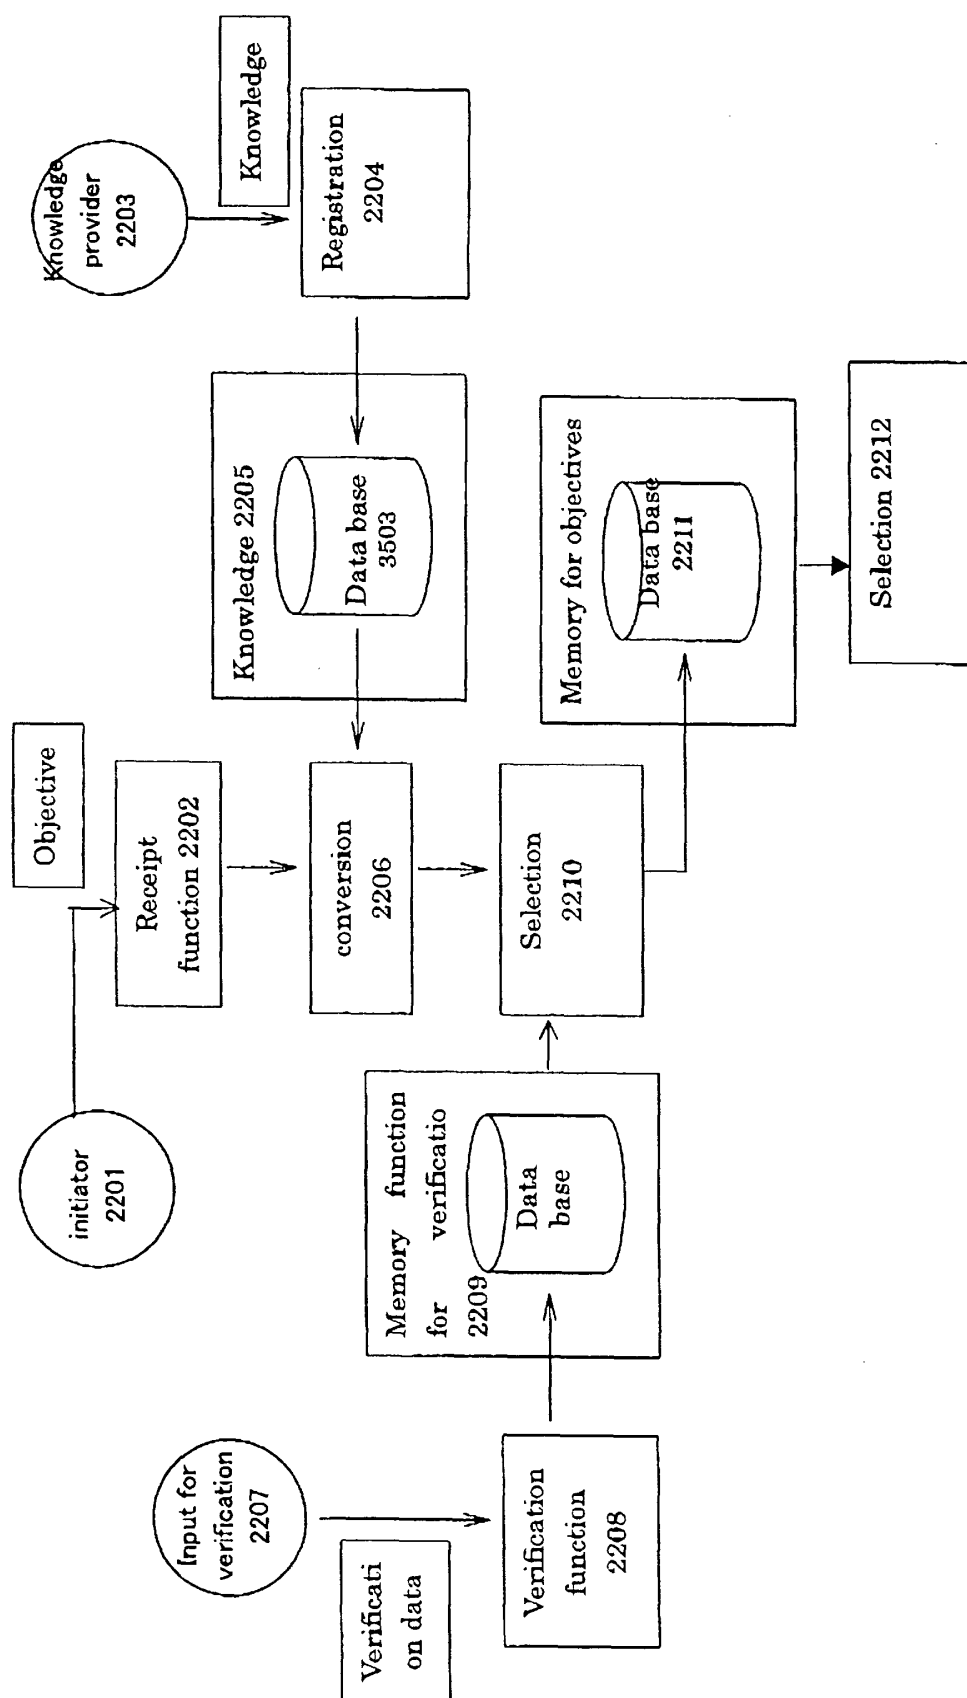 Knowledge
provider
2203
Knowledge
Registration
2204
Knowledge 2205
Data base
3503
Objective
Receipt
function 2202
initiator
2201
conversion
2206
Selection
2210
Memory for objectives
Data base
2211
Selection 2212
Memory function
for verificatio
2209
Data
base
Input for
verification
2207
Verificati
on data
Verification
function
2208